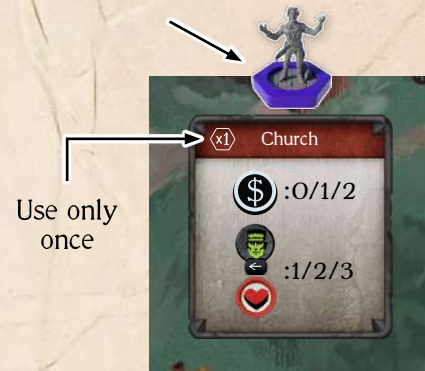 x1 Church
$ :0/1/2
Use only
once
:1/2/3